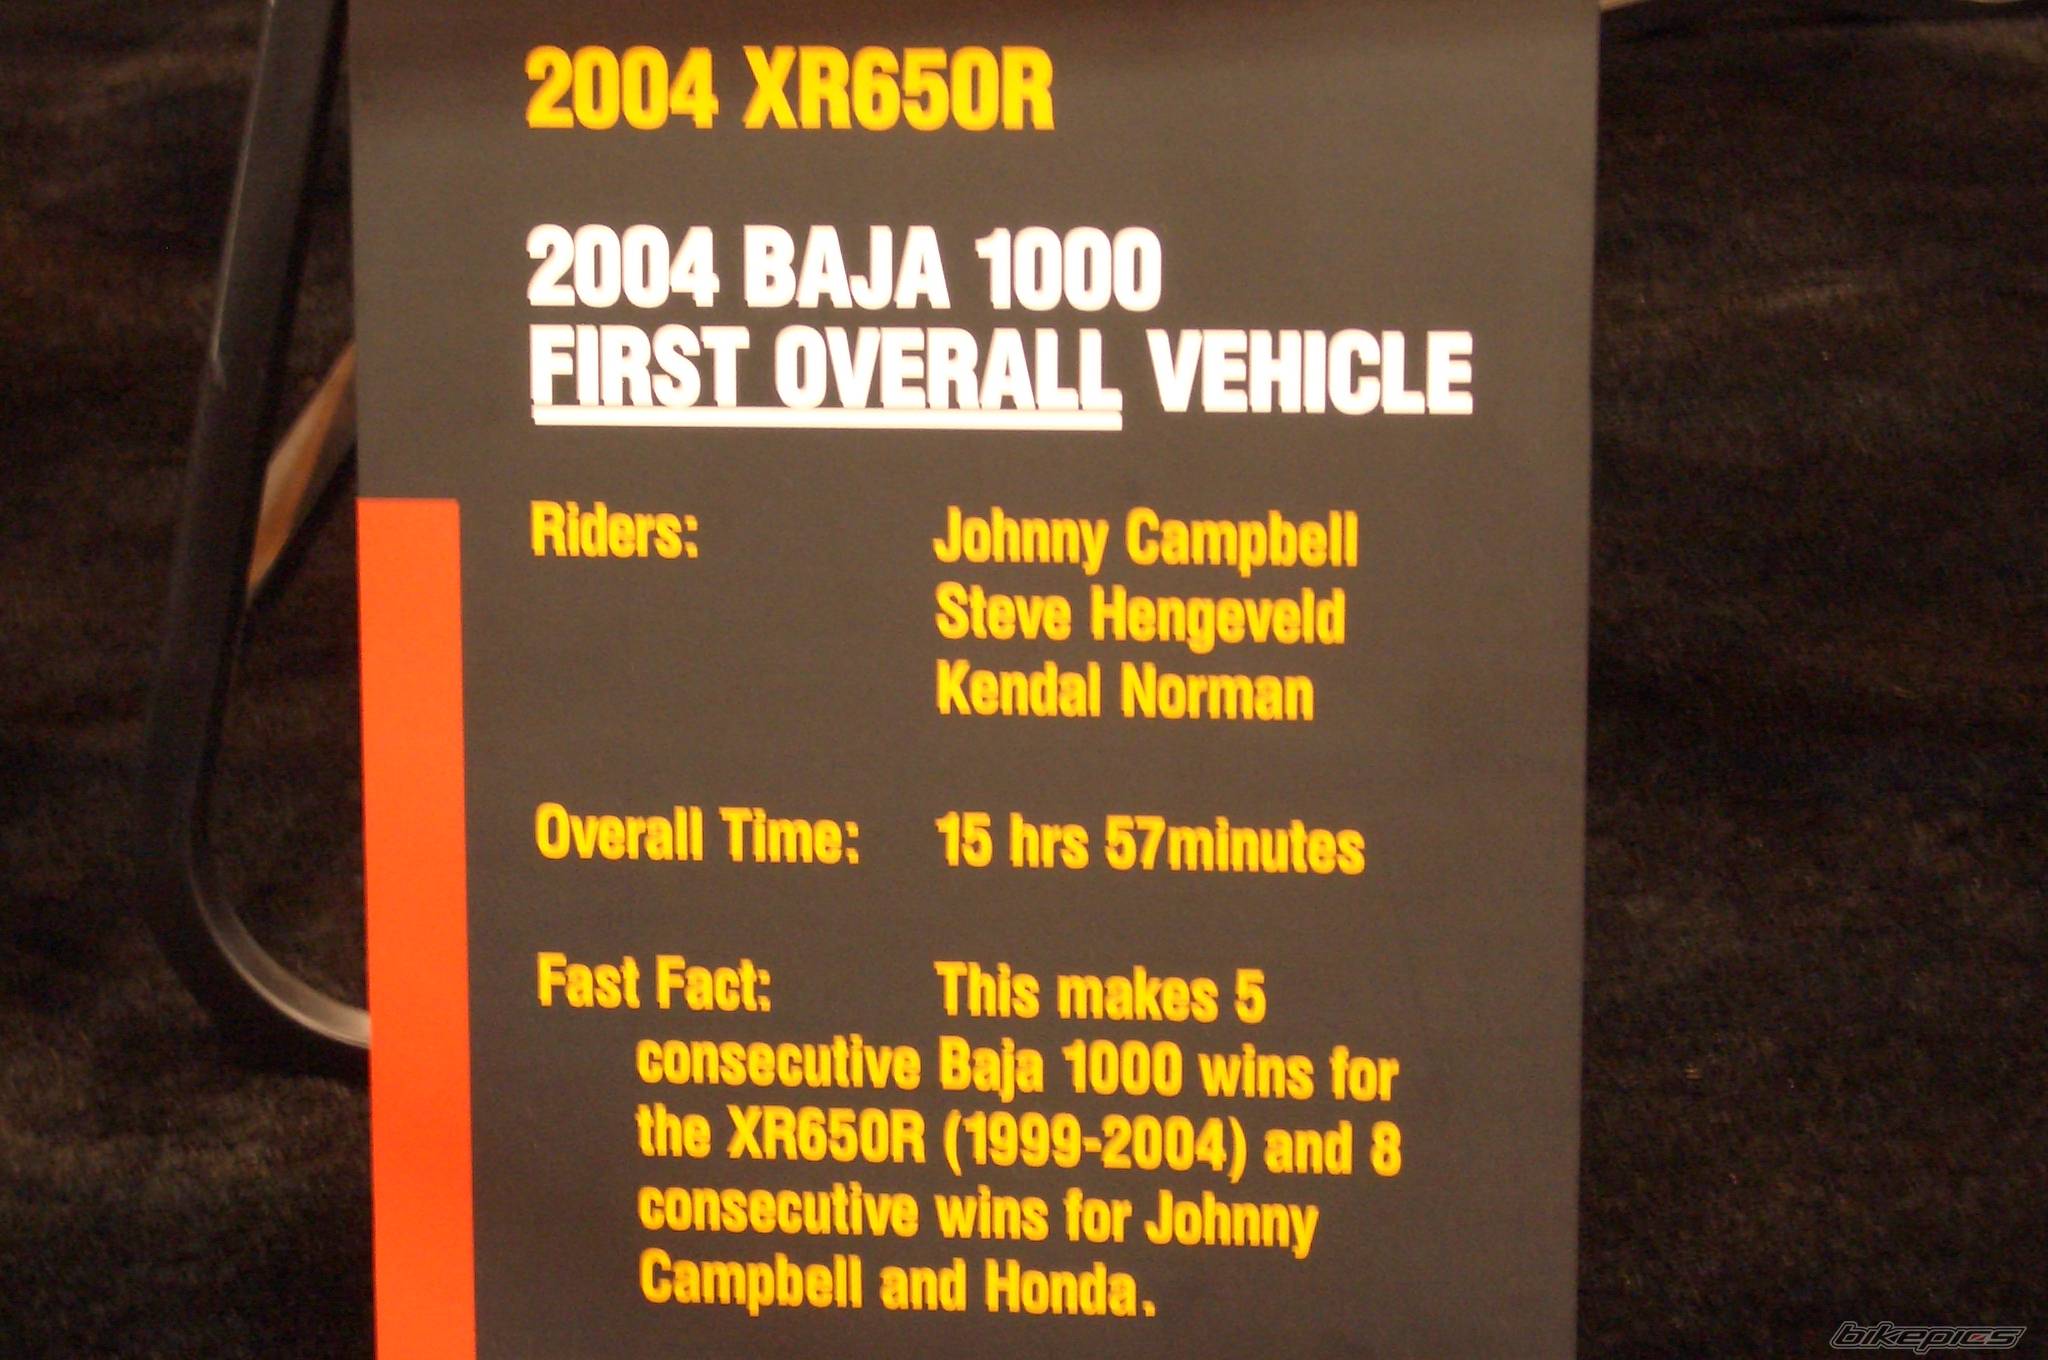 2004 XR650R
2004 BAJA 1000
FIRST OVERALL VEHICLE
Riders: Johnny Campbell
Steve Hengeveld
Kendal Norman
Overall Time: 15 hrs 57minutes
Fast Fact: This makes 5
consecutive Baja 1000 wins for
the XR650R (1999-2004) and 8
consecutive wins for Johnny
Campbell and Honda.
bikepics